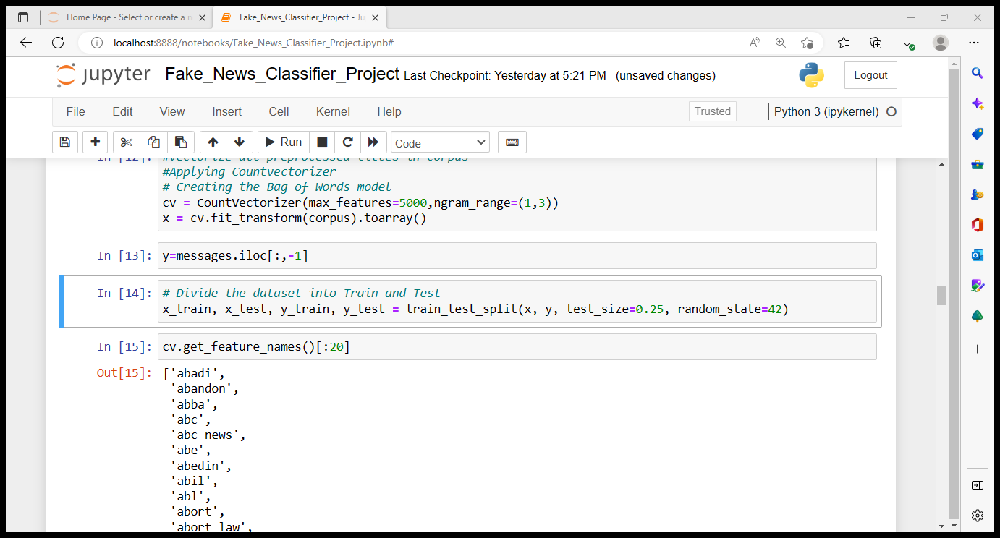 Home Page - Select or create a n
Fake_News_Classifier_Project - Ju
localhost:8888/notebooks/Fake_News_Classifier_Project.ipynb#
jupyter Fake_News_Classifier_Project Last Checkpoint: Yesterday at 5:21 PM (unsaved changes)
Logout
File Edit View Insert Cell Kernel Help
Trusted
Python 3 (ipykernel)
Run
Code
In [12]: #Vectorize all preprocessed titles in corpus
#Applying Countvectorizer
# Creating the Bag of Words model
cv = CountVectorizer(max_features=5000,ngram_range=(1,3))
x = cv.fit_transform(corpus).toarray()
In [13]: y=messages.iloc[:,-1]
In [14]: # Divide the dataset into Train and Test
x_train, x_test, y_train, y_test = train_test_split(x, y, test_size=0.25, random_state=42)
In [15]: cv.get_feature_names()[:20]
Out[15]: ['abadi',
'abandon',
'abba',
'abc',
'abc news',
'abe',
'abedin',
'abil',
'abl',
'abort',
'abort law',